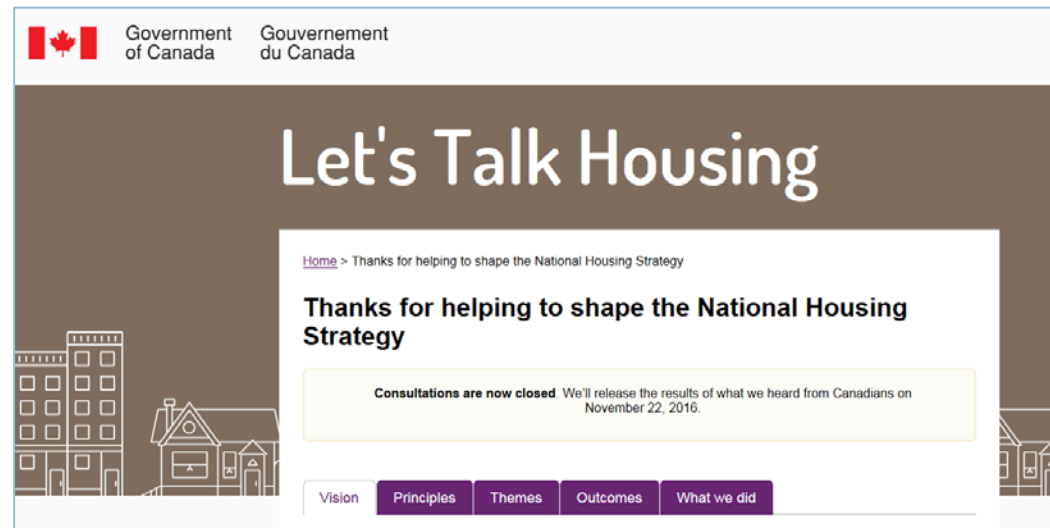 Government Gouvernement
of Canada du Canada
Let's Talk Housing
Home > Thanks for helping to shape the National Housing Strategy
Thanks for helping to shape the National Housing
Strategy
Consultations are now closed. We'll release the results of what we heard from Canadians on
November 22, 2016.
Vision Principles Themes Outcomes What we did